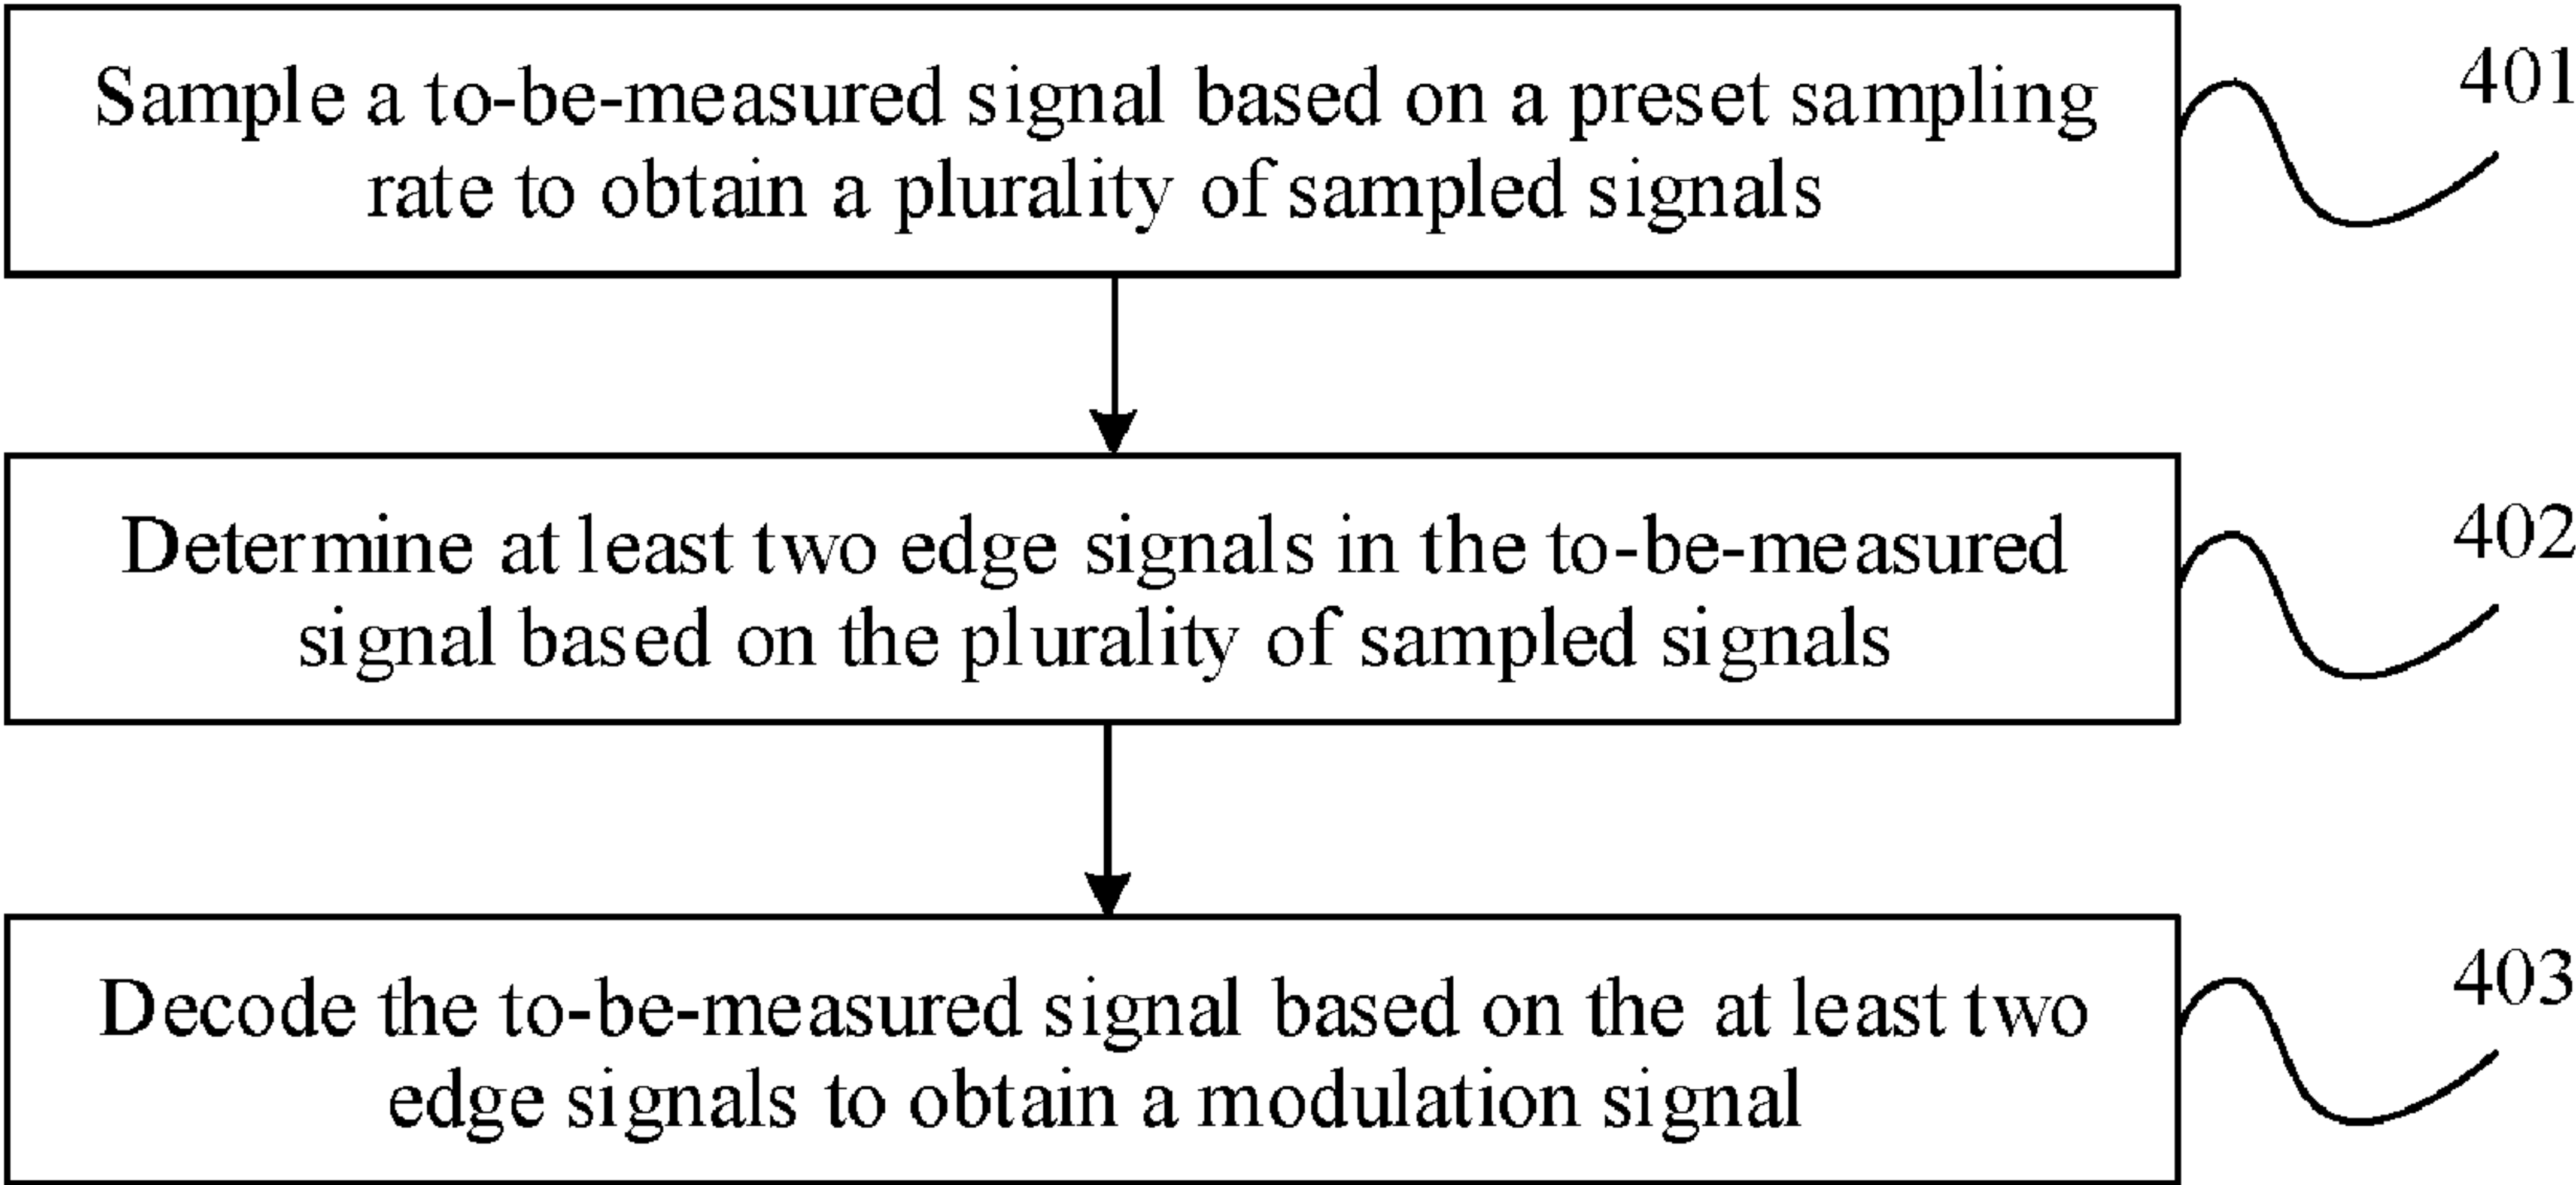 Sample a to-be-measured signal based on a preset sampling
rate to obtain a plurality of sampled signals
401
Determine at least two edge signals in the to-be-measured
signal based on the plurality of sampled signals
402
Decode the to-be-measured signal based on the at least two
edge signals to obtain a modulation signal
403